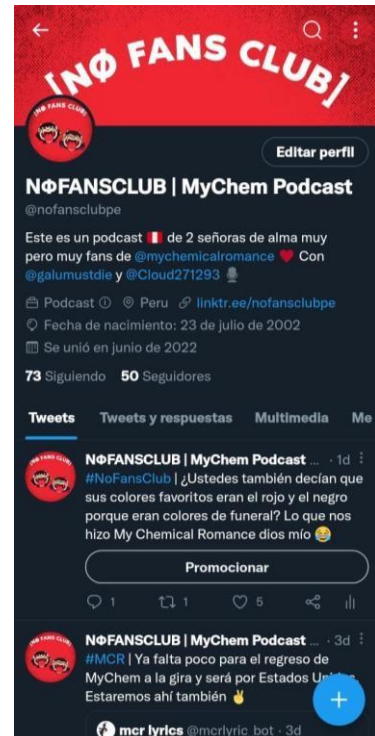 [NØ FANS CLUB]
[NØ FANS CLUB]
Editar perfil
NΦFANSCLUB | MyChem Podcast
@nofansclubpe
Este es un podcast 🇵🇪 de 2 señoras de alma muy
pero muy fans de @mychemicalromance ♥️ Con
@galumustdie y @Cloud271293 🎙️
Podcast Peru linktr.ee/nofansclubpe
Fecha de nacimiento: 23 de julio de 2002
Se unió en junio de 2022
73 Siguiendo 50 Seguidores
Tweets Tweets y respuestas Multimedia Me
NΦFANSCLUB | MyChem Podcast ... · 1d
#NoFansClub | ¿Ustedes también decían que
sus colores favoritos eran el rojo y el negro
porque eran colores de funeral? Lo que nos
hizo My Chemical Romance dios mío 😂
Promocionar
1 1 5
NΦFANSCLUB | MyChem Podcast ... · 3d
#MCR | Ya falta poco para el regreso de
MyChem a la gira y será por Estados
Estaremos ahí también ✌️
mcr lyrics @mcrlyric_bot · 3d